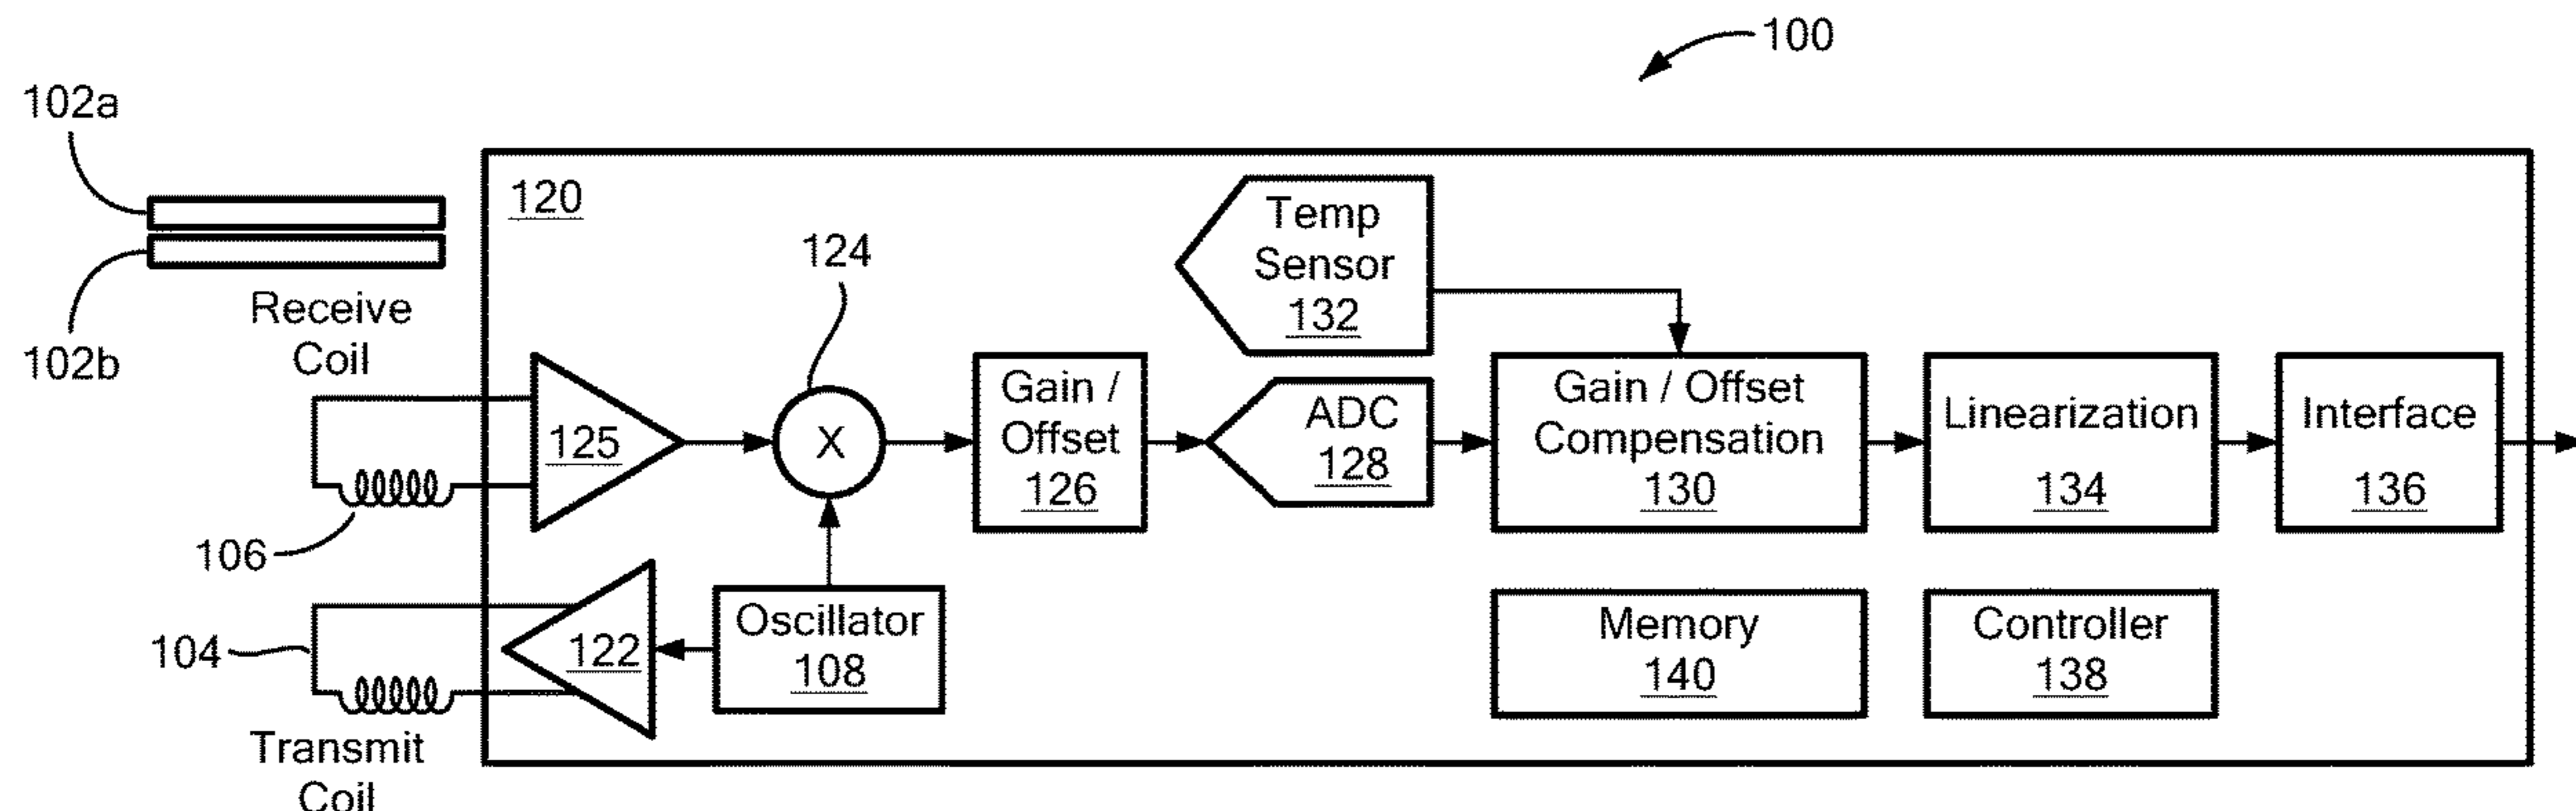 100
102a
102b
120
Temp
Sensor
132
124
Receive
Coil
125
X
Gain /
Offset
126
ADC
128
Gain / Offset
Compensation
130
Linearization
134
Interface
136
106
104
122
Oscillator
108
Memory
140
Controller
138
Transmit
Coil